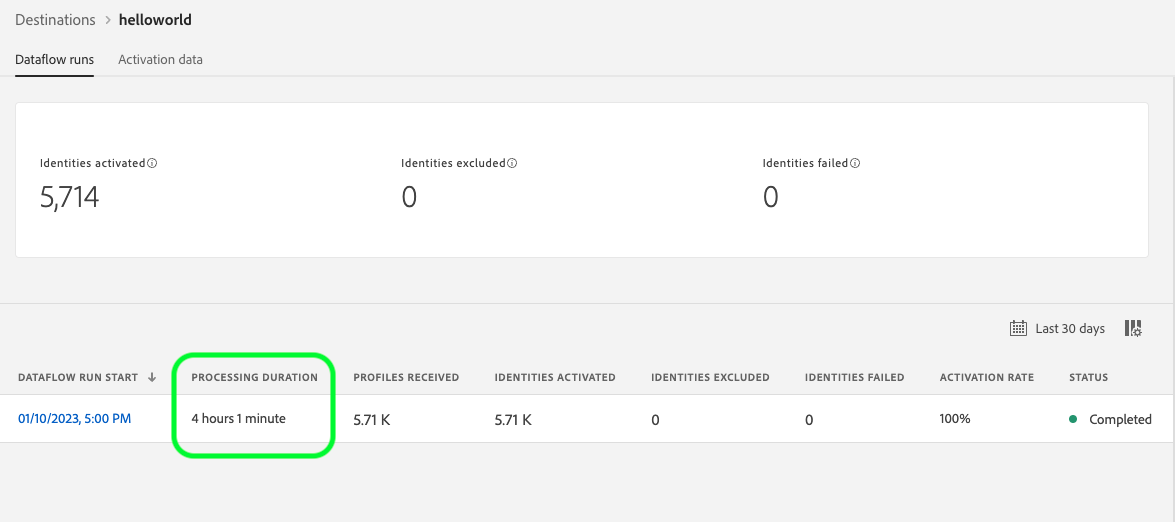 Destinations > helloworld
Dataflow runs Activation data
Identities activated Identities excluded Identities failed
5,714 0 0
Last 30 days
DATAFLOW RUN START PROCESSING DURATION PROFILES RECEIVED IDENTITIES ACTIVATED IDENTITIES EXCLUDED IDENTITIES FAILED ACTIVATION RATE STATUS
01/10/2023, 5:00 PM 4 hours 1 minute 5.71 K 5.71 K 0 0 100% Completed